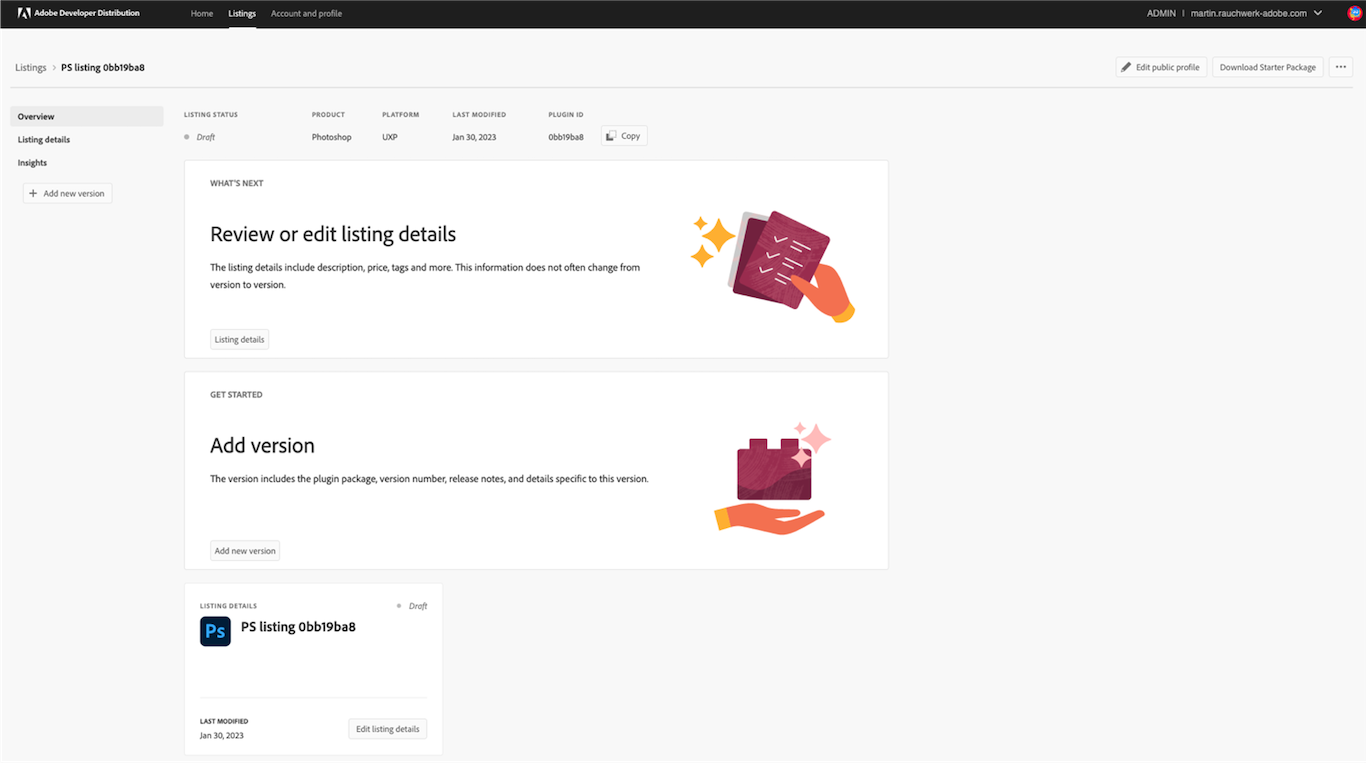 Adobe Developer Distribution
Home
Listings
Account and profile
ADMIN | martin.rauchwerk-adobe.com
Listings > PS listing 0bb19ba8
Edit public profile
Download Starter Package
Overview
Listing details
Insights
+ Add new version
LISTING STATUS
Draft
PRODUCT
Photoshop
PLATFORM
UXP
LAST MODIFIED
Jan 30, 2023
PLUGIN ID
0bb19ba8
Copy
WHAT'S NEXT
Review or edit listing details
The listing details include description, price, tags and more. This information does not often change from
version to version.
Listing details
GET STARTED
Add version
The version includes the plugin package, version number, release notes, and details specific to this version.
Add new version
LISTING DETAILS
Draft
Ps
PS listing 0bb19ba8
LAST MODIFIED
Jan 30, 2023
Edit listing details